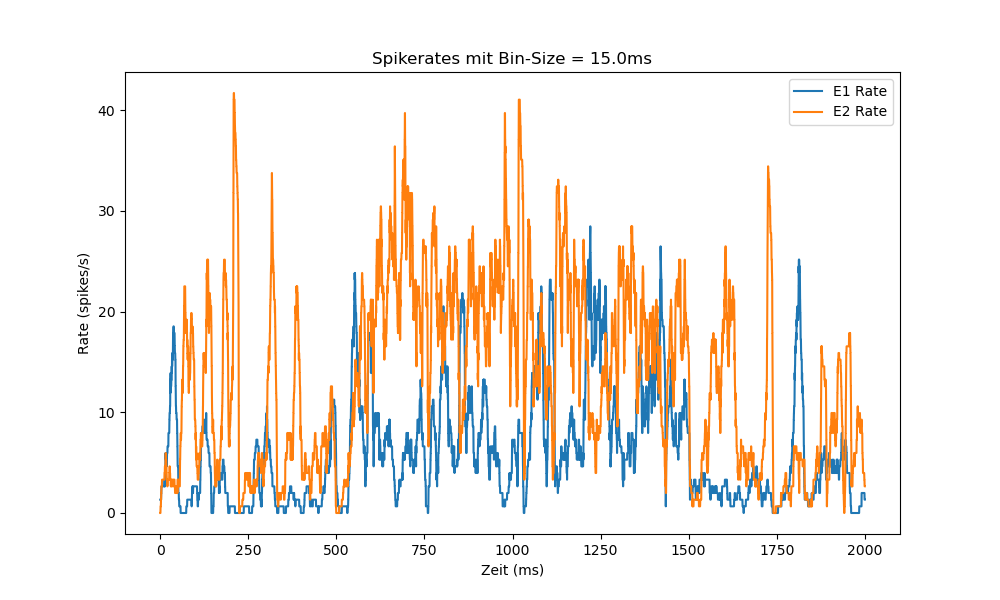 Spikerates mit Bin-Size = 15.0ms
E1 Rate
E2 Rate
40
30
20
10
0
Rate (spikes/s)
0 250 500 750 1000 1250 1500 1750 2000
Zeit (ms)